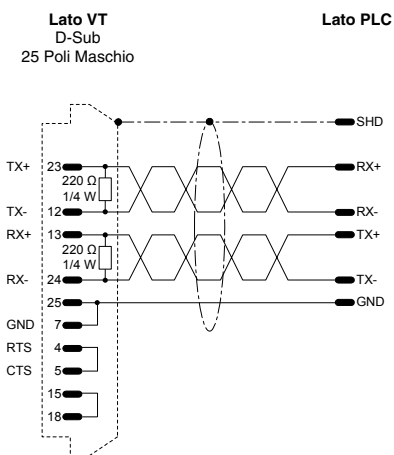 Lato VT
D-Sub
25 Poli Maschio
Lato PLC
SHD
TX+ 23 RX+
220 Ω
1/4 W
TX- 12 RX-
RX+ 13 TX+
220 Ω
1/4 W
RX- 24 TX-
25 GND
GND 7
RTS 4
CTS 5
15
18